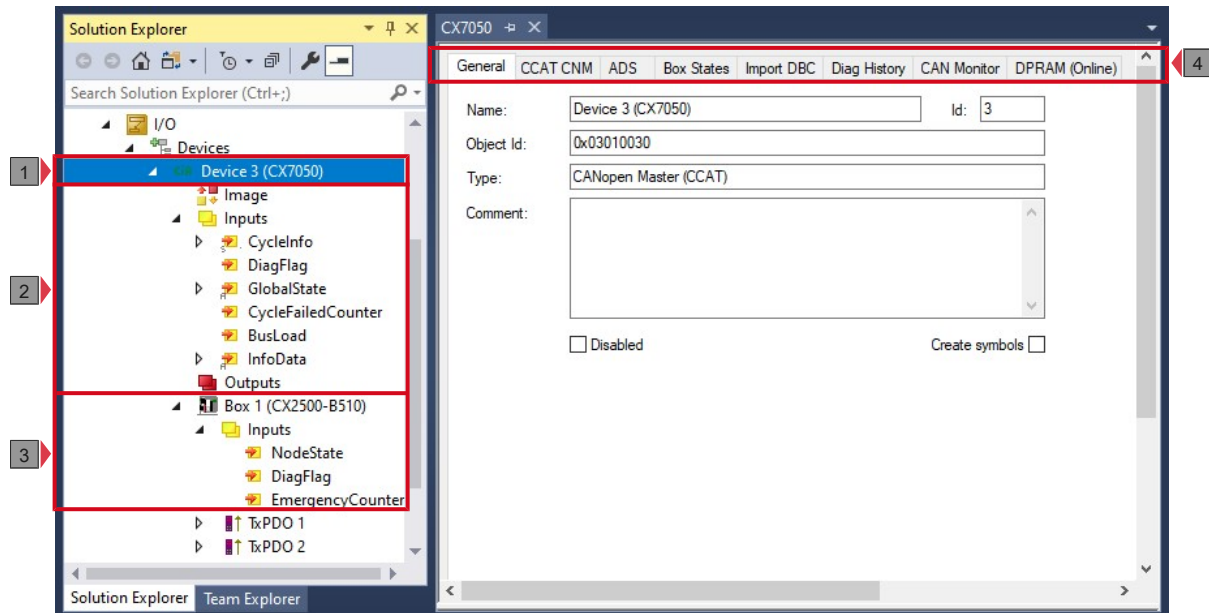 Solution Explorer
Search Solution Explorer (Ctrl+;)
I/O
Devices
1
Device 3 (CX7050)
Image
Inputs
CycleInfo
DiagFlag
2
GlobalState
CycleFailedCounter
BusLoad
InfoData
Outputs
Box 1 (CX2500-B510)
Inputs
3
NodeState
DiagFlag
EmergencyCounter
TxPDO 1
TxPDO 2
Solution Explorer Team Explorer
CX7050
General CCAT CNM ADS Box States Import DBC Diag History CAN Monitor DPRAM (Online)
4
Name: Device 3 (CX7050) Id: 3
Object Id: 0x03010030
Type: CANopen Master (CCAT)
Comment:
Disabled Create symbols